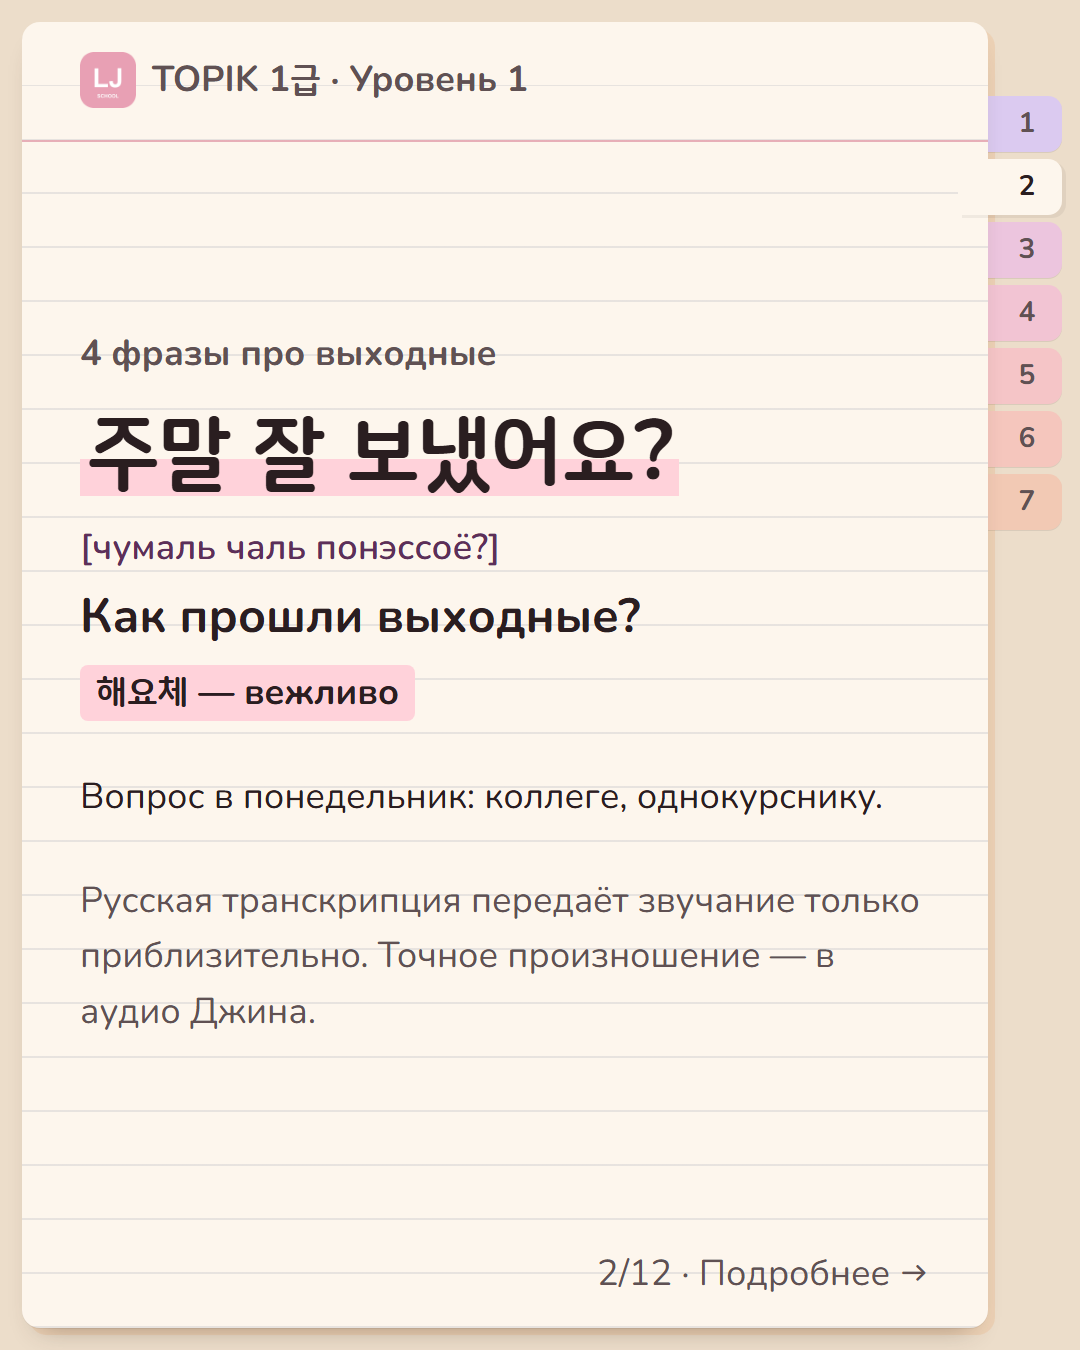 LJ
SCHOOL
TOPIK 1급 · Уровень 1
1
2
3
4
5
6
7
4 фразы про выходные
주말 잘 보냈어요?
[чумаль чаль понэссоё?]
Как прошли выходные?
해요체 — вежливо
Вопрос в понедельник: коллеге, однокурснику.
Русская транскрипция передаёт звучание только
приблизительно. Точное произношение — в
аудио Джина.
2/12 · Подробнее →